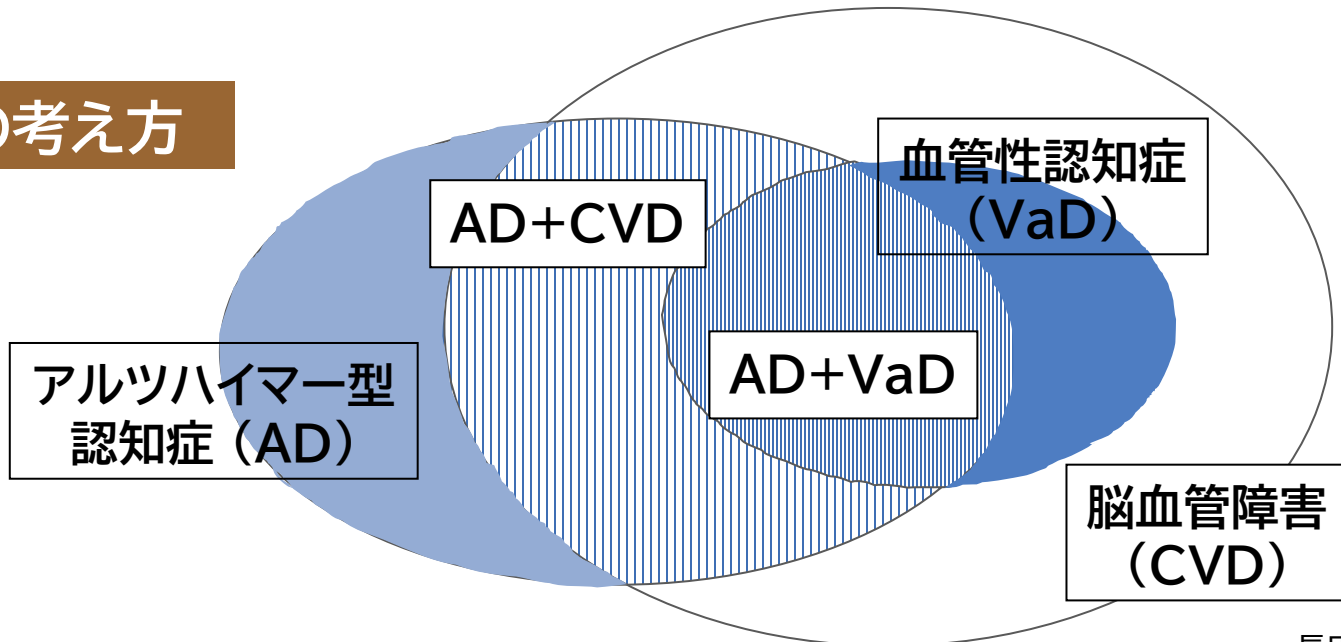 の考え方
血管性認知症
（VaD）
AD+CVD
AD+VaD
アルツハイマー型
認知症（AD）
脳血管障害
（CVD）